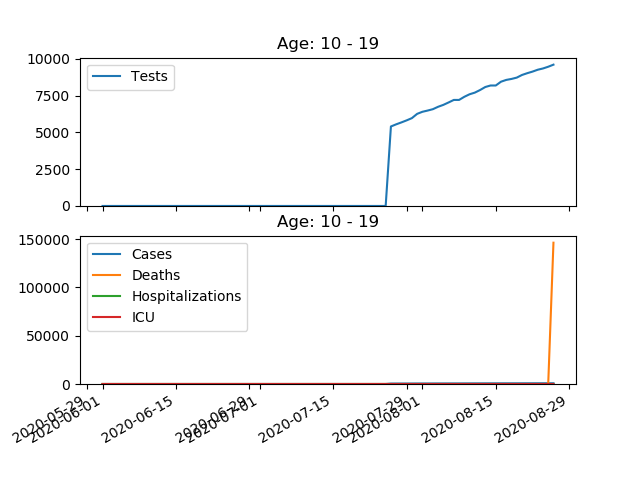 Age: 10 - 19
10000
7500
5000
2500
0
Tests
Age: 10 - 19
150000
100000
50000
0
Cases
Deaths
Hospitalizations
ICU
2020-05-29
2020-06-01
2020-06-15
2020-06-29
2020-07-01
2020-07-15
2020-07-29
2020-08-01
2020-08-15
2020-08-29